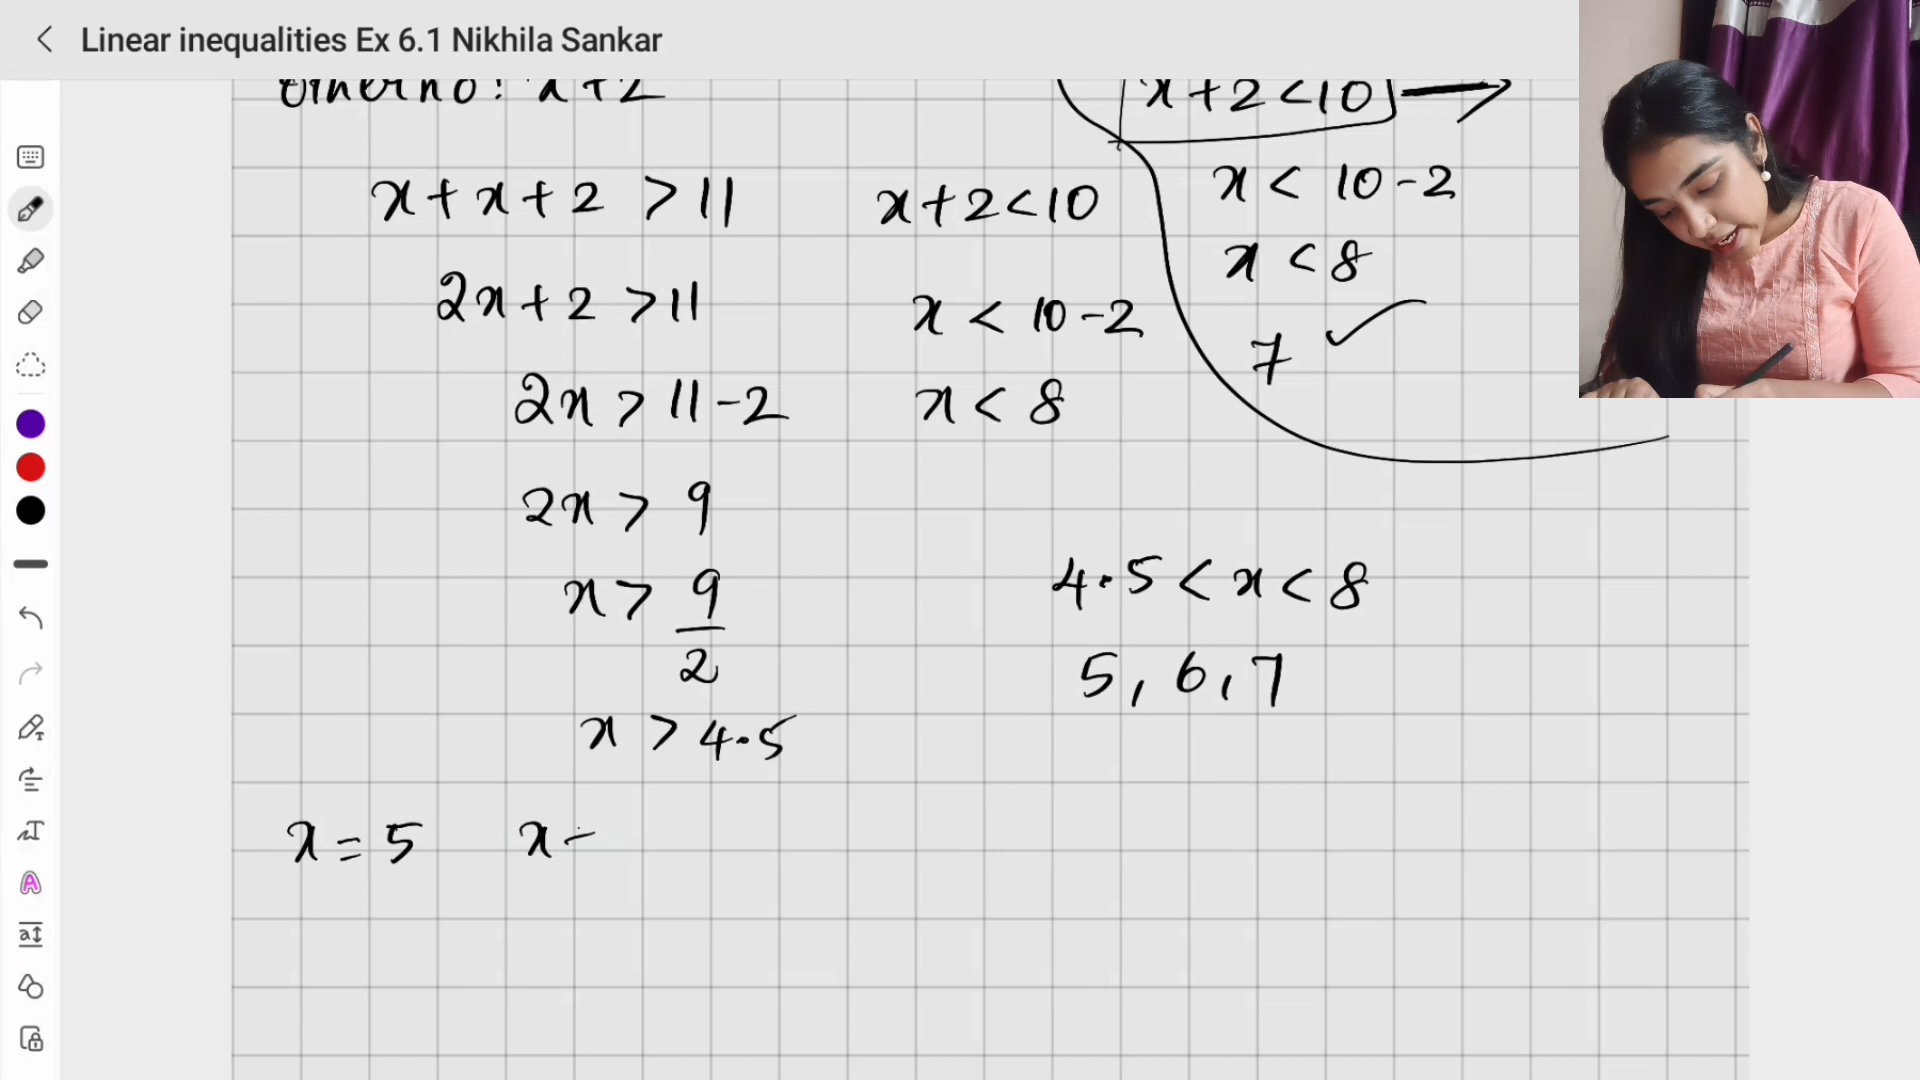 Linear inequalities Ex 6.1 Nikhila Sankar
x + 2
x + x + 2 > 11
2x + 2 > 11
2x > 11 - 2
2x > 9
x > 9/2
x > 4.5
x = 5 x -
x + 2 < 10
x < 10 - 2
x < 8
x + 2 < 10
x < 10 - 2
x < 8
7
4.5 < x < 8
5, 6, 7